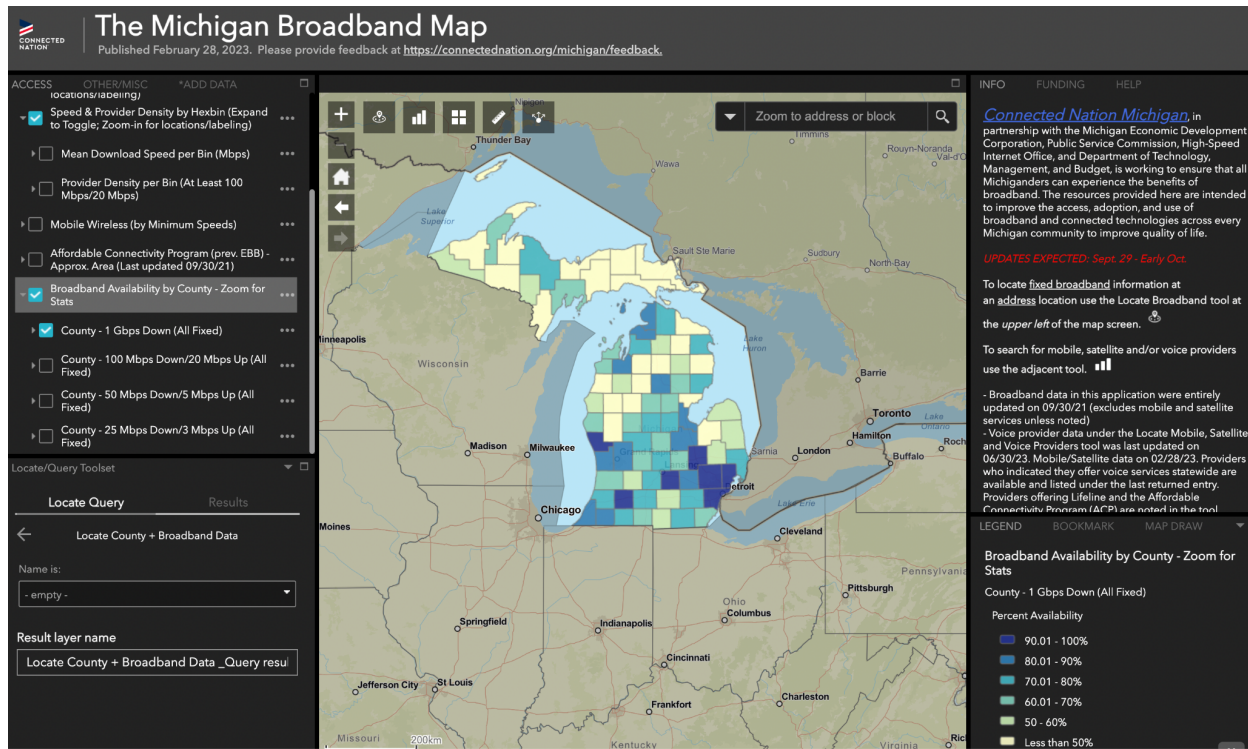 CONNECTED
NATION
The Michigan Broadband Map
Published February 28, 2023. Please provide feedback at https://connectednation.org/michigan/feedback.
ACCESS OTHER/MISC *ADD DATA
locations/labeling)
Speed & Provider Density by Hexbin (Expand
to Toggle; Zoom-in for locations/labeling)
Mean Download Speed per Bin (Mbps)
Provider Density per Bin (At Least 100
Mbps/20 Mbps)
Mobile Wireless (by Minimum Speeds)
Affordable Connectivity Program (prev. EBB) -
Approx. Area (Last updated 09/30/21)
Broadband Availability by County - Zoom for
Stats
County - 1 Gbps Down (All Fixed)
County - 100 Mbps Down/20 Mbps Up (All
Fixed)
County - 50 Mbps Down/5 Mbps Up (All
Fixed)
County - 25 Mbps Down/3 Mbps Up (All
Fixed)
Locate/Query Toolset
Locate Query Results
Locate County + Broadband Data
Name is:
- empty -
Result layer name
Locate County + Broadband Data _Query resul
Zoom to address or block
Nipigon
Thunder Bay
Timmins
Rouyn-Noranda
Val-d'O
Wawa
Lake
Superior
Sault Ste Marie
Sudbury
North-Bay
Minneapolis
Wisconsin
Lake
Huron
Barrie
Toronto
Lake
Ontario
Hamilton
Roch
Madison
Milwaukee
Grand Rapids
Lansing
Sarnia
London
Buffalo
Detroit
Chicago
Lake Erie
Moines
Cleveland
Pennsylvania
Pittsburgh
Ohio
Columbus
Springfield
Indianapolis
Cincinnati
Jefferson City
St Louis
Frankfort
Charleston
Missouri
200km
Kentucky
Virginia
Ric
INFO FUNDING HELP
Connected Nation Michigan, in
partnership with the Michigan Economic Development
Corporation, Public Service Commission, High-Speed
Internet Office, and Department of Technology,
Management, and Budget, is working to ensure that all
Michiganders can experience the benefits of
broadband. The resources provided here are intended
to improve the access, adoption, and use of
broadband and connected technologies across every
Michigan community to improve quality of life.
UPDATES EXPECTED: Sept. 29 - Early Oct.
To locate fixed broadband information at
an address location use the Locate Broadband tool at
the upper left of the map screen.
To search for mobile, satellite and/or voice providers
use the adjacent tool.
- Broadband data in this application were entirely
updated on 09/30/21 (excludes mobile and satellite
services unless noted)
- Voice provider data under the Locate Mobile, Satellite
and Voice Providers tool was last updated on
06/30/23. Mobile/Satellite data on 02/28/23. Providers
who indicated they offer voice services statewide are
available and listed under the last returned entry.
Providers offering Lifeline and the Affordable
Connectivity Program (ACP) are noted in the tool
LEGEND BOOKMARK MAP DRAW
Broadband Availability by County - Zoom for
Stats
County - 1 Gbps Down (All Fixed)
Percent Availability
90.01 - 100%
80.01 - 90%
70.01 - 80%
60.01 - 70%
50 - 60%
Less than 50%